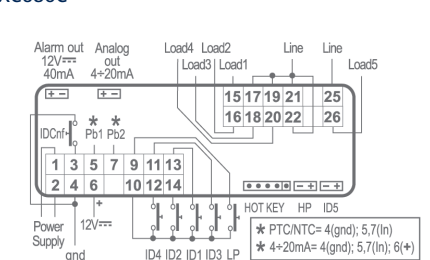 Alarm out
12V
40mA
Analog
out
4÷20mA
Load4 Load2 Line Line
Load3 Load1 Load5
+ - + -
15 17 19 21 25
16 18 20 22 26
IDCnf * Pb1 * Pb2
1 3 5 7 9 11 13
2 4 6 10 12 14
HOT KEY HP ID5
- + - +
Power
Supply
gnd
12V
+
ID4 ID2 ID1 ID3 LP
* PTC/NTC= 4(gnd); 5,7(In)
* 4÷20mA= 4(gnd); 5,7(In); 6(+)